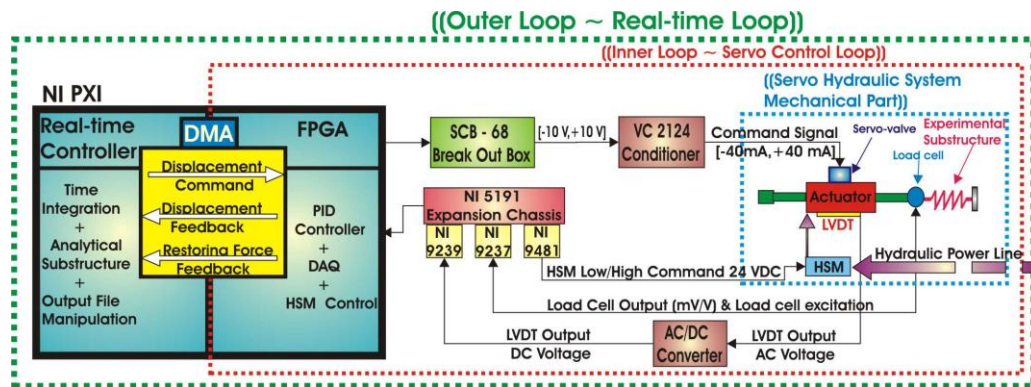 ((Outer Loop ~ Real-time Loop))
((Inner Loop ~ Servo Control Loop))
((Servo Hydraulic System
Mechanical Part))
NI PXI
Real-time
Controller
DMA
FPGA
Displacement
Command
Displacement
Feedback
Restoring Force
Feedback
Time
Integration
+
Analytical
Substructure
+
Output File
Manipulation
PID
Controller
+
DAQ
+
HSM Control
SCB - 68
Break Out Box
[-10 V,+10 V]
VC 2124
Conditioner
Command Signal
[-40mA,+40 mA]
Servo-valve
Load cell
Experimental
Substructure
Actuator
LVDT
HSM
Hydraulic Power Line
NI 5191
Expansion Chassis
NI
9239
NI
9237
NI
9481
HSM Low/High Command 24 VDC
Load Cell Output (mV/V) & Load cell excitation
LVDT Output
DC Voltage
AC/DC
Converter
LVDT Output
AC Voltage